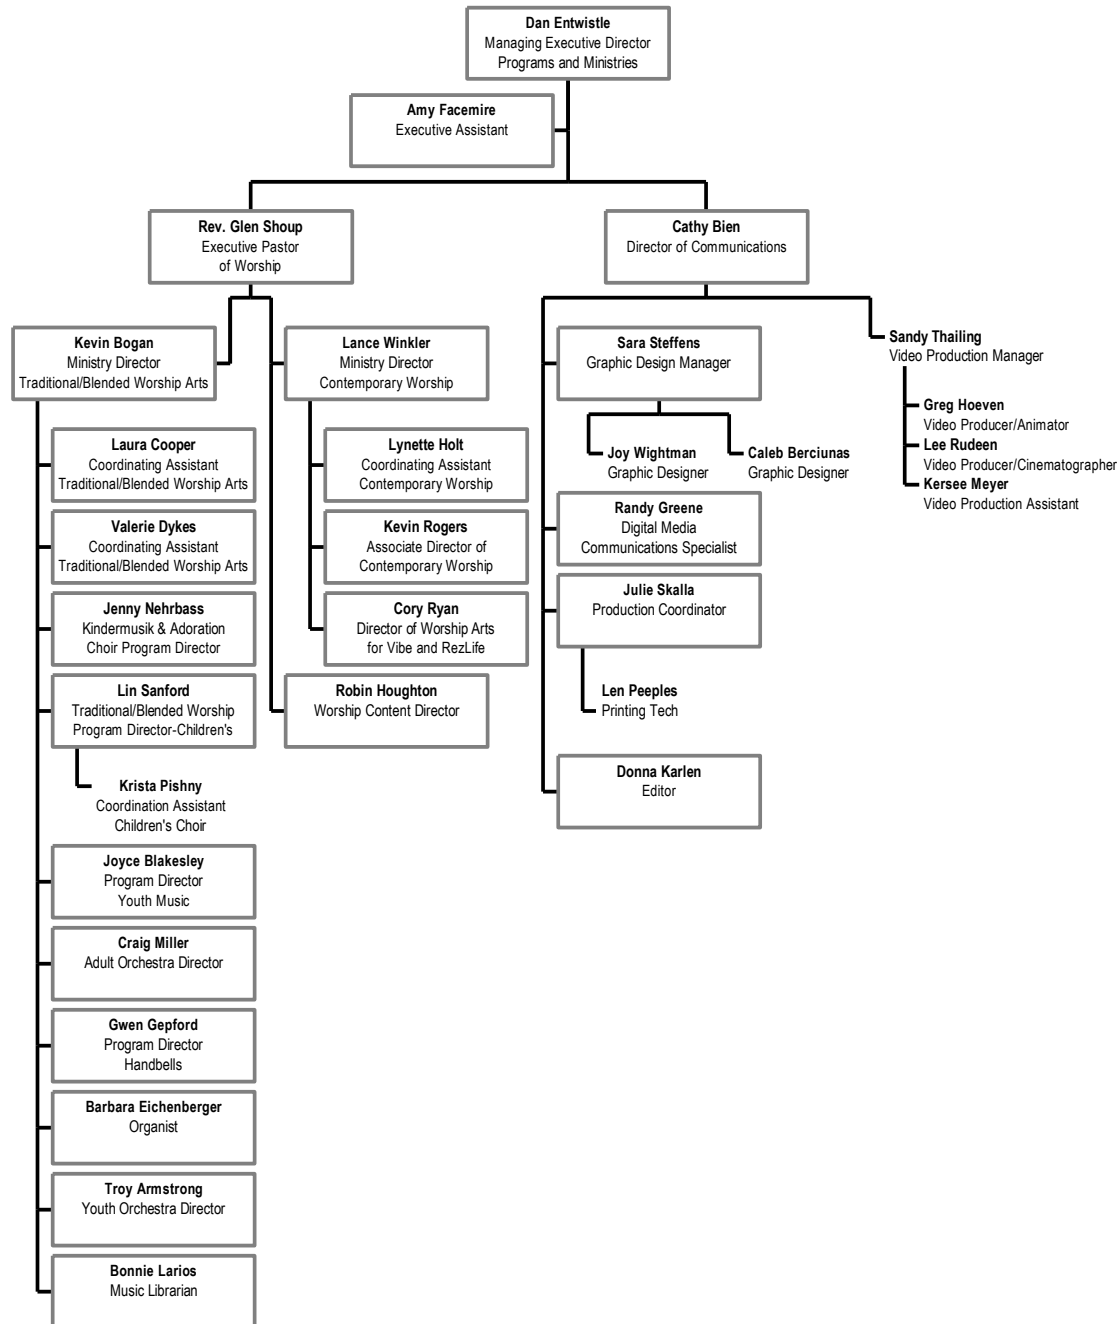 Dan Entwistle
Managing Executive Director
Programs and Ministries
Amy Facemire
Executive Assistant
Rev. Glen Shoup
Executive Pastor
of Worship
Cathy Bien
Director of Communications
Kevin Bogan
Ministry Director
Traditional/Blended Worship Arts
Laura Cooper
Coordinating Assistant
Traditional/Blended Worship Arts
Valerie Dykes
Coordinating Assistant
Traditional/Blended Worship Arts
Jenny Nehrbass
Kindermusik & Adoration
Choir Program Director
Lin Sanford
Traditional/Blended Worship
Program Director-Children's
Krista Pishny
Coordination Assistant
Children's Choir
Joyce Blakesley
Program Director
Youth Music
Craig Miller
Adult Orchestra Director
Gwen Gepford
Program Director
Handbells
Barbara Eichenberger
Organist
Troy Armstrong
Youth Orchestra Director
Bonnie Larios
Music Librarian
Lance Winkler
Ministry Director
Contemporary Worship
Lynette Holt
Coordinating Assistant
Contemporary Worship
Kevin Rogers
Associate Director of
Contemporary Worship
Cory Ryan
Director of Worship Arts
for Vibe and RezLife
Robin Houghton
Worship Content Director
Sara Steffens
Graphic Design Manager
Joy Wightman
Graphic Designer
Caleb Berciunas
Graphic Designer
Randy Greene
Digital Media
Communications Specialist
Julie Skalla
Production Coordinator
Len Peeples
Printing Tech
Donna Karlen
Editor
Sandy Thailing
Video Production Manager
Greg Hoeven
Video Producer/Animator
Lee Rudeen
Video Producer/Cinematographer
Kersee Meyer
Video Production Assistant